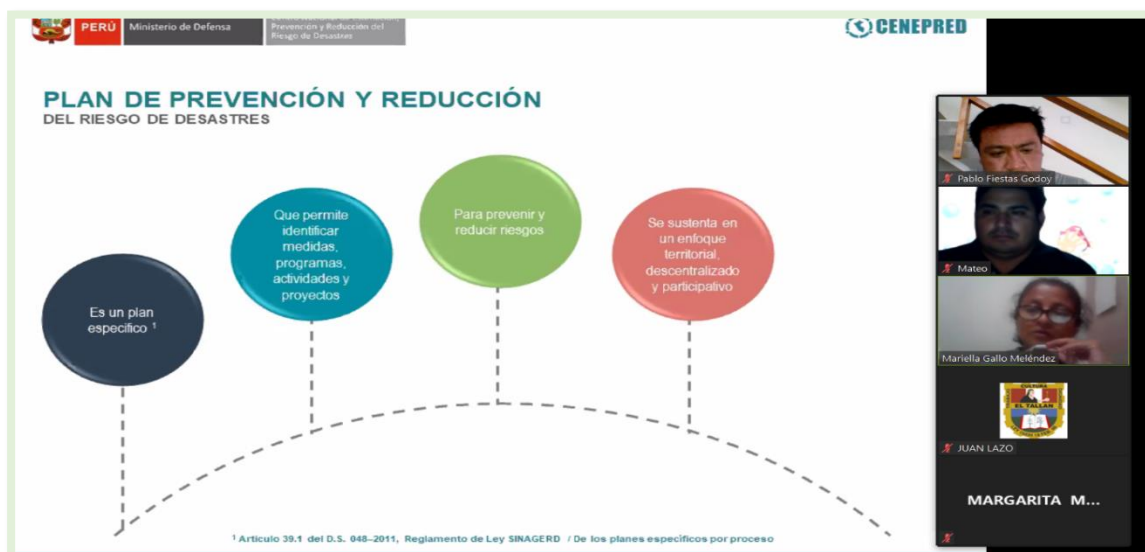 PERÚ
Ministerio de Defensa
Prevención y Reducción del
Riesgo de Desastres
CENEPRED
PLAN DE PREVENCIÓN Y REDUCCIÓN
DEL RIESGO DE DESASTRES
Es un plan
específico 1
Que permite
identificar
medidas,
programas,
actividades y
proyectos
Para prevenir y
reducir riesgos
Se sustenta en
un enfoque
territorial,
descentralizado
y participativo
1 Artículo 39.1 del D.S. 048–2011, Reglamento de Ley SINAGERD / De los planes específicos por proceso
Pablo Fiestas Godoy
Mateo
Mariella Gallo Meléndez
CULTURA
EL TALLAN
JUAN LAZO
MARGARITA M...